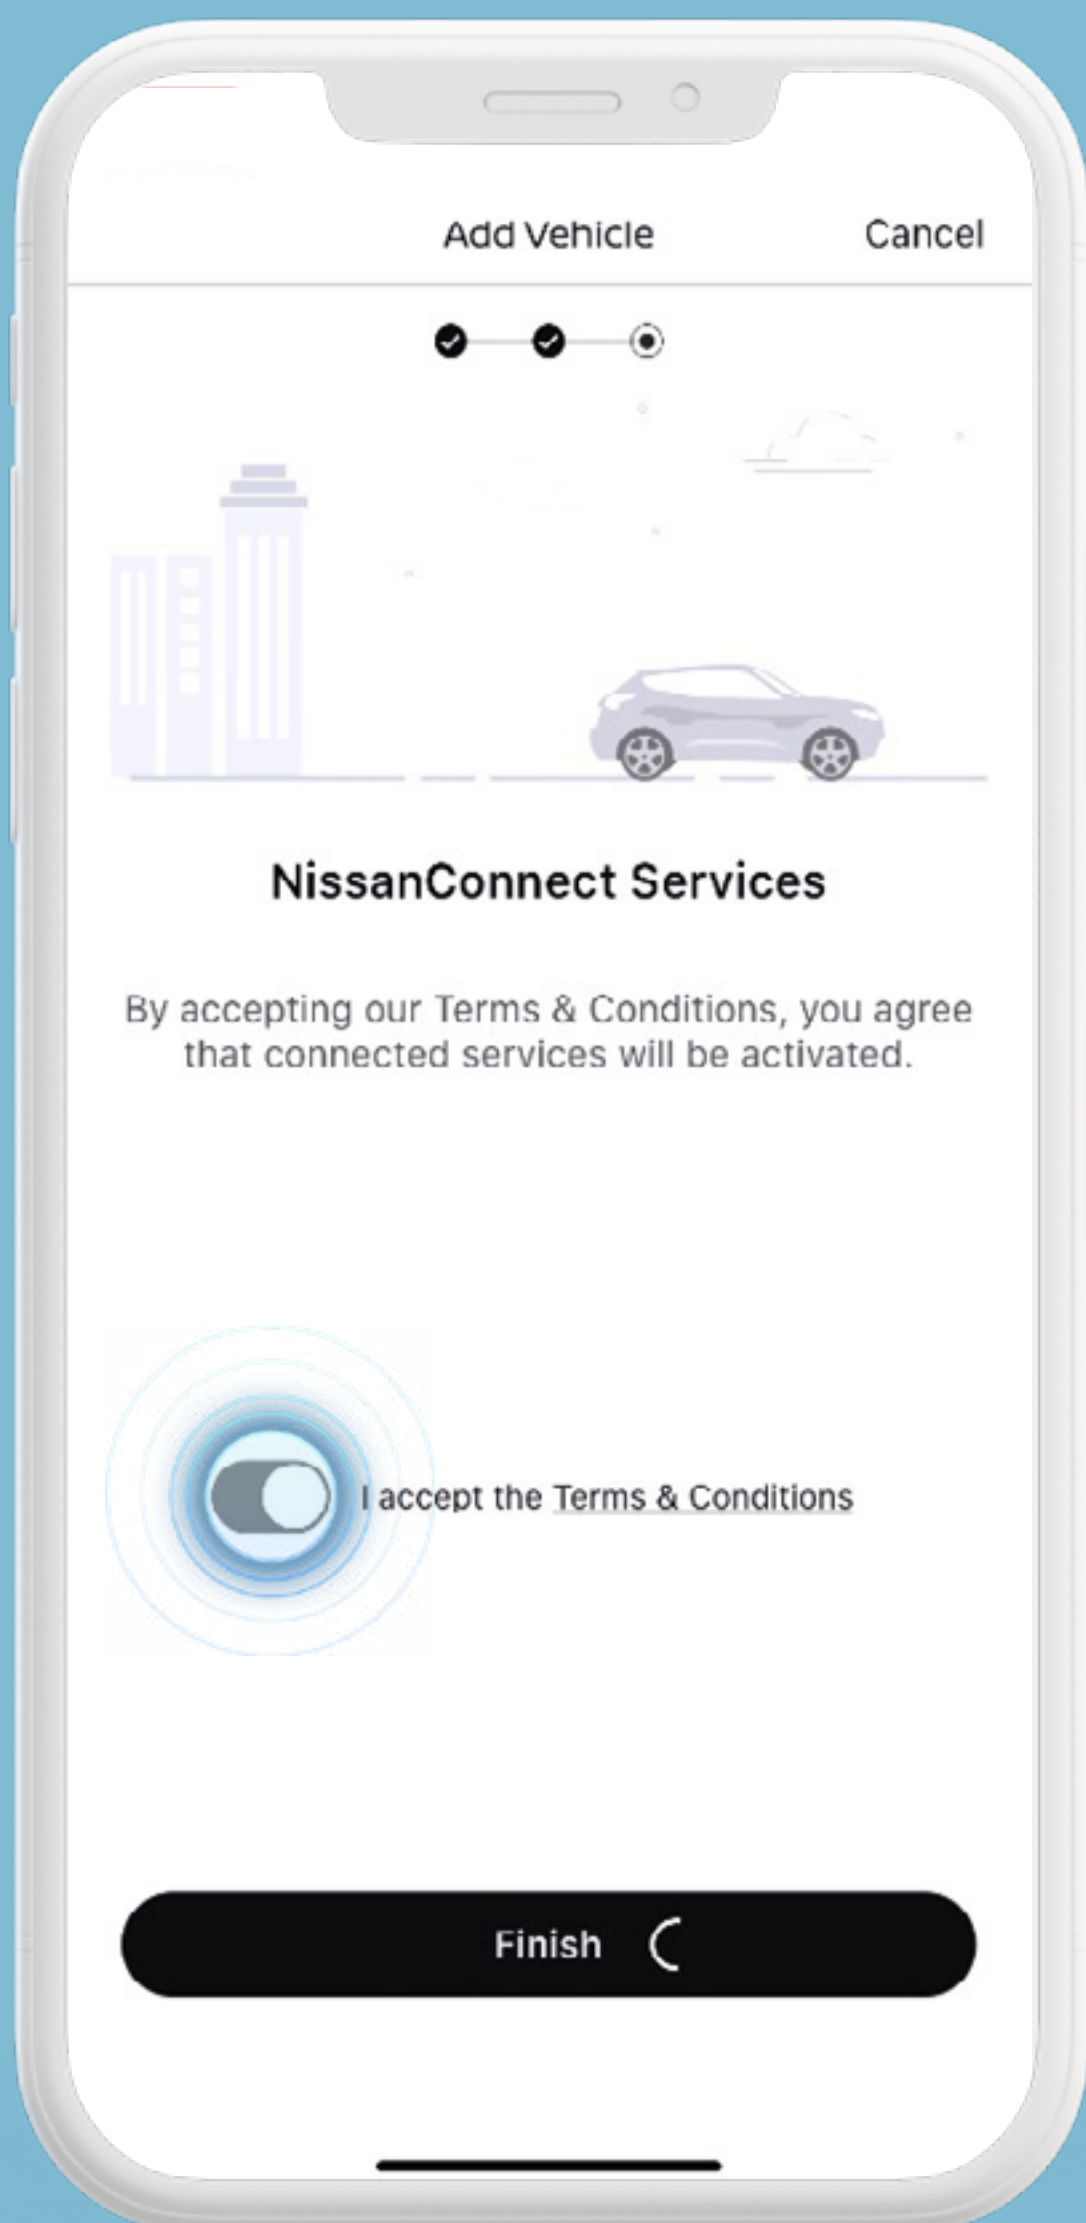 Add Vehicle
Cancel
NissanConnect Services
By accepting our Terms & Conditions, you agree
that connected services will be activated.
I accept the Terms & Conditions
Finish